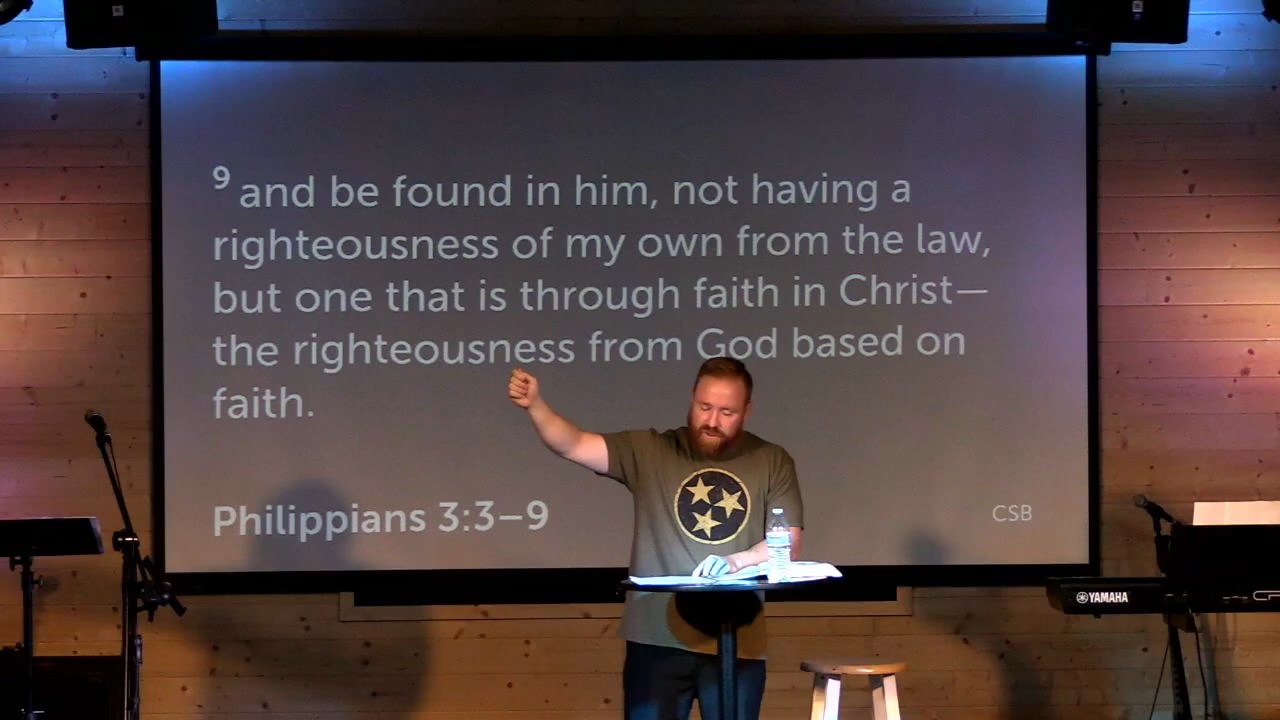 9 and be found in him, not having a
righteousness of my own from the law,
but one that is through faith in Christ—
the righteousness from God based on
faith.
Philippians 3:3–9
CSB
YAMAHA